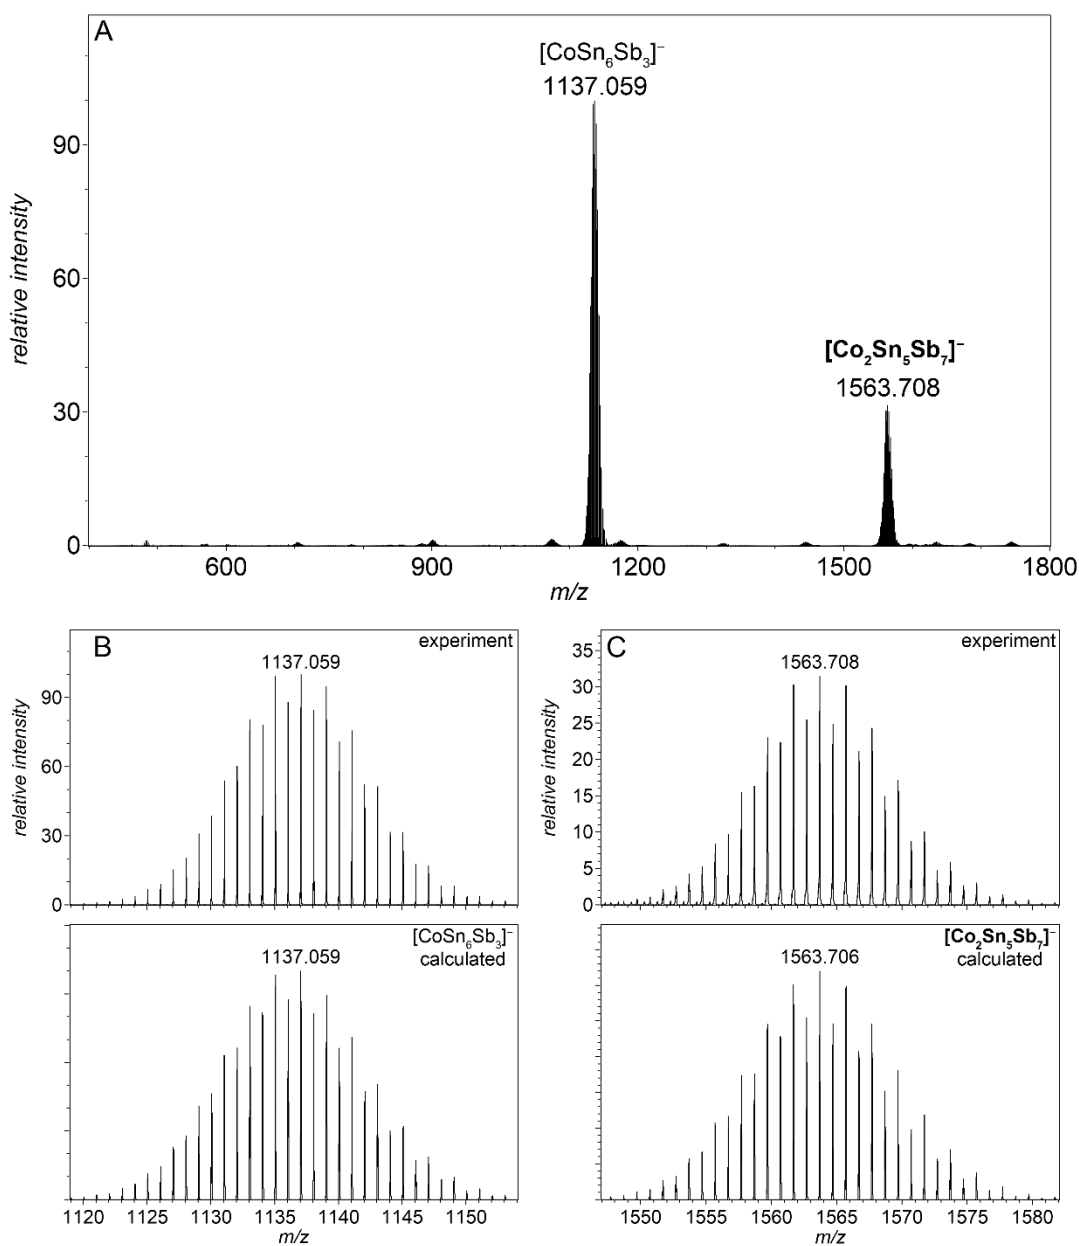 A
[CoSn₆Sb₃]⁻
1137.059
90
60
[Co₂Sn₅Sb₇]⁻
1563.708
30
0
relative intensity
600 900 1200 1500 1800
m/z
B
experiment
1137.059
90
60
30
0
relative intensity
[CoSn₆Sb₃]⁻
calculated
1137.059
1120 1125 1130 1135 1140 1145 1150
m/z
C
experiment
1563.708
35
30
25
20
15
10
5
0
relative intensity
[Co₂Sn₅Sb₇]⁻
calculated
1563.706
1550 1555 1560 1565 1570 1575 1580
m/z